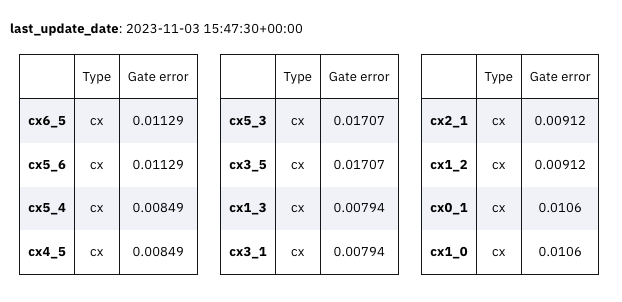 last_update_date: 2023-11-03 15:47:30+00:00
Type Gate error Type Gate error Type Gate error
cx6_5 cx 0.01129 cx5_3 cx 0.01707 cx2_1 cx 0.00912
cx5_6 cx 0.01129 cx3_5 cx 0.01707 cx1_2 cx 0.00912
cx5_4 cx 0.00849 cx1_3 cx 0.00794 cx0_1 cx 0.0106
cx4_5 cx 0.00849 cx3_1 cx 0.00794 cx1_0 cx 0.0106